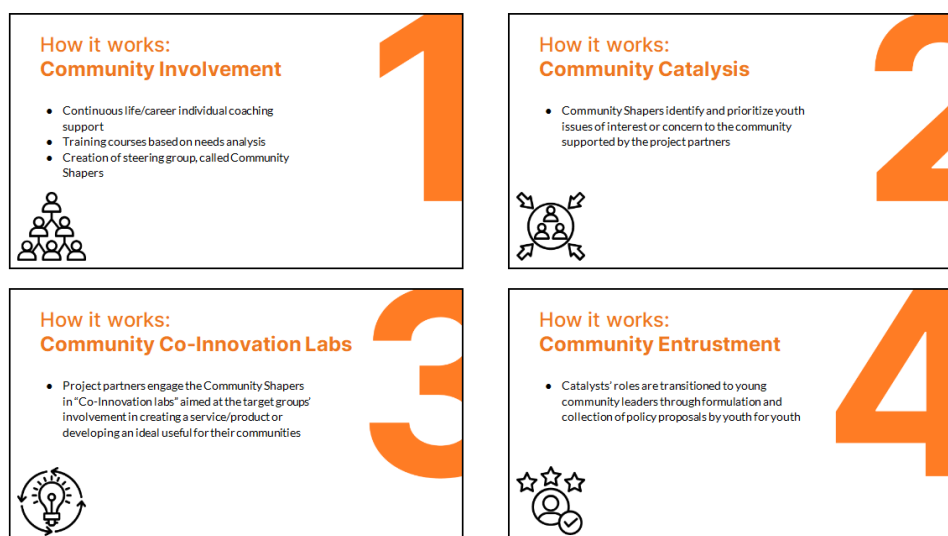 How it works:
Community Involvement
1
● Continuous life/career individual coaching
support
● Training courses based on needs analysis
● Creation of steering group, called Community
Shapers
How it works:
Community Catalysis
2
● Community Shapers identify and prioritize youth
issues of interest or concern to the community
supported by the project partners
How it works:
Community Co-Innovation Labs
3
● Project partners engage the Community Shapers
in “Co-Innovation labs” aimed at the target groups’
involvement in creating a service/product or
developing an ideal useful for their communities
How it works:
Community Entrustment
4
● Catalysts’ roles are transitioned to young
community leaders through formulation and
collection of policy proposals by youth for youth